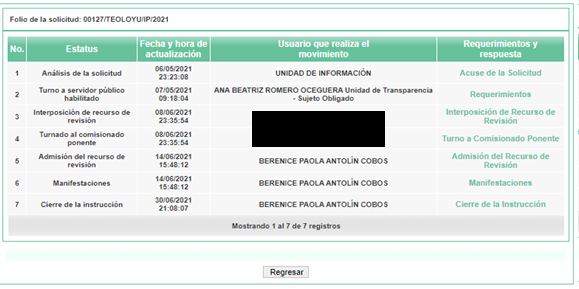 Folio de la solicitud: 00127/TEOLOYU/IP/2021
No. Estatus Fecha y hora de actualización Usuario que realiza el movimiento Requerimientos y respuesta
1 Análisis de la solicitud 06/05/2021 23:23:08 UNIDAD DE INFORMACIÓN Acuse de la Solicitud
2 Turno a servidor público habilitado 07/05/2021 09:18:04 ANA BEATRIZ ROMERO OCEGUERA Unidad de Transparencia - Sujeto Obligado Requerimientos
3 Interposición de recurso de revisión 08/06/2021 23:35:54 Interposición de Recurso de Revisión
4 Turnado al comisionado ponente 08/06/2021 23:35:54 Turno a Comisionado Ponente
5 Admisión del recurso de revisión 14/06/2021 15:48:12 BERENICE PAOLA ANTOLÍN COBOS Admisión del Recurso de Revisión
6 Manifestaciones 14/06/2021 15:48:12 BERENICE PAOLA ANTOLÍN COBOS Manifestaciones
7 Cierre de la instrucción 30/06/2021 21:08:07 BERENICE PAOLA ANTOLÍN COBOS Cierre de la Instrucción
Mostrando 1 al 7 de 7 registros
Regresar